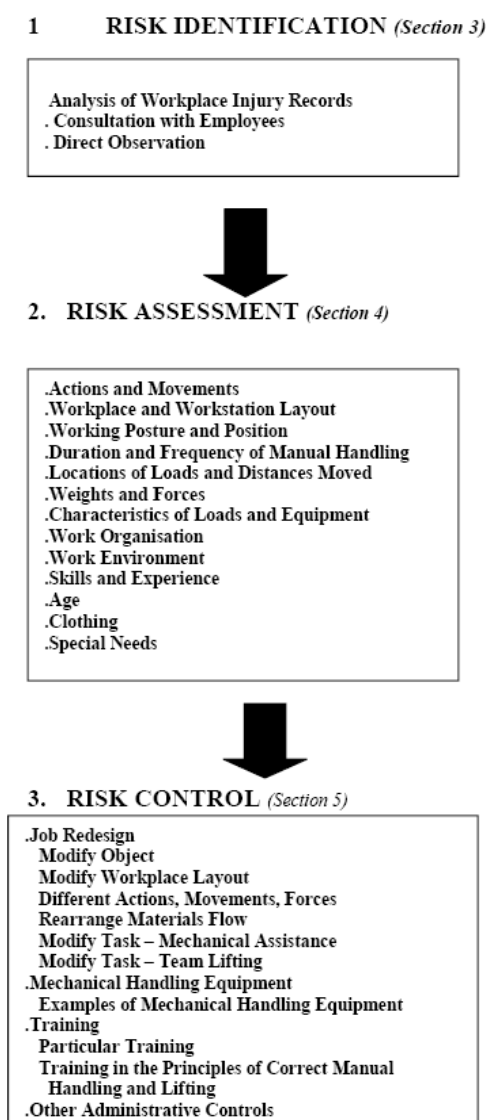 1 RISK IDENTIFICATION (Section 3)
Analysis of Workplace Injury Records
. Consultation with Employees
. Direct Observation
2. RISK ASSESSMENT (Section 4)
.Actions and Movements
.Workplace and Workstation Layout
.Working Posture and Position
.Duration and Frequency of Manual Handling
.Locations of Loads and Distances Moved
.Weights and Forces
.Characteristics of Loads and Equipment
.Work Organisation
.Work Environment
.Skills and Experience
.Age
.Clothing
.Special Needs
3. RISK CONTROL (Section 5)
.Job Redesign
Modify Object
Modify Workplace Layout
Different Actions, Movements, Forces
Rearrange Materials Flow
Modify Task – Mechanical Assistance
Modify Task – Team Lifting
.Mechanical Handling Equipment
Examples of Mechanical Handling Equipment
.Training
Particular Training
Training in the Principles of Correct Manual
Handling and Lifting
.Other Administrative Controls